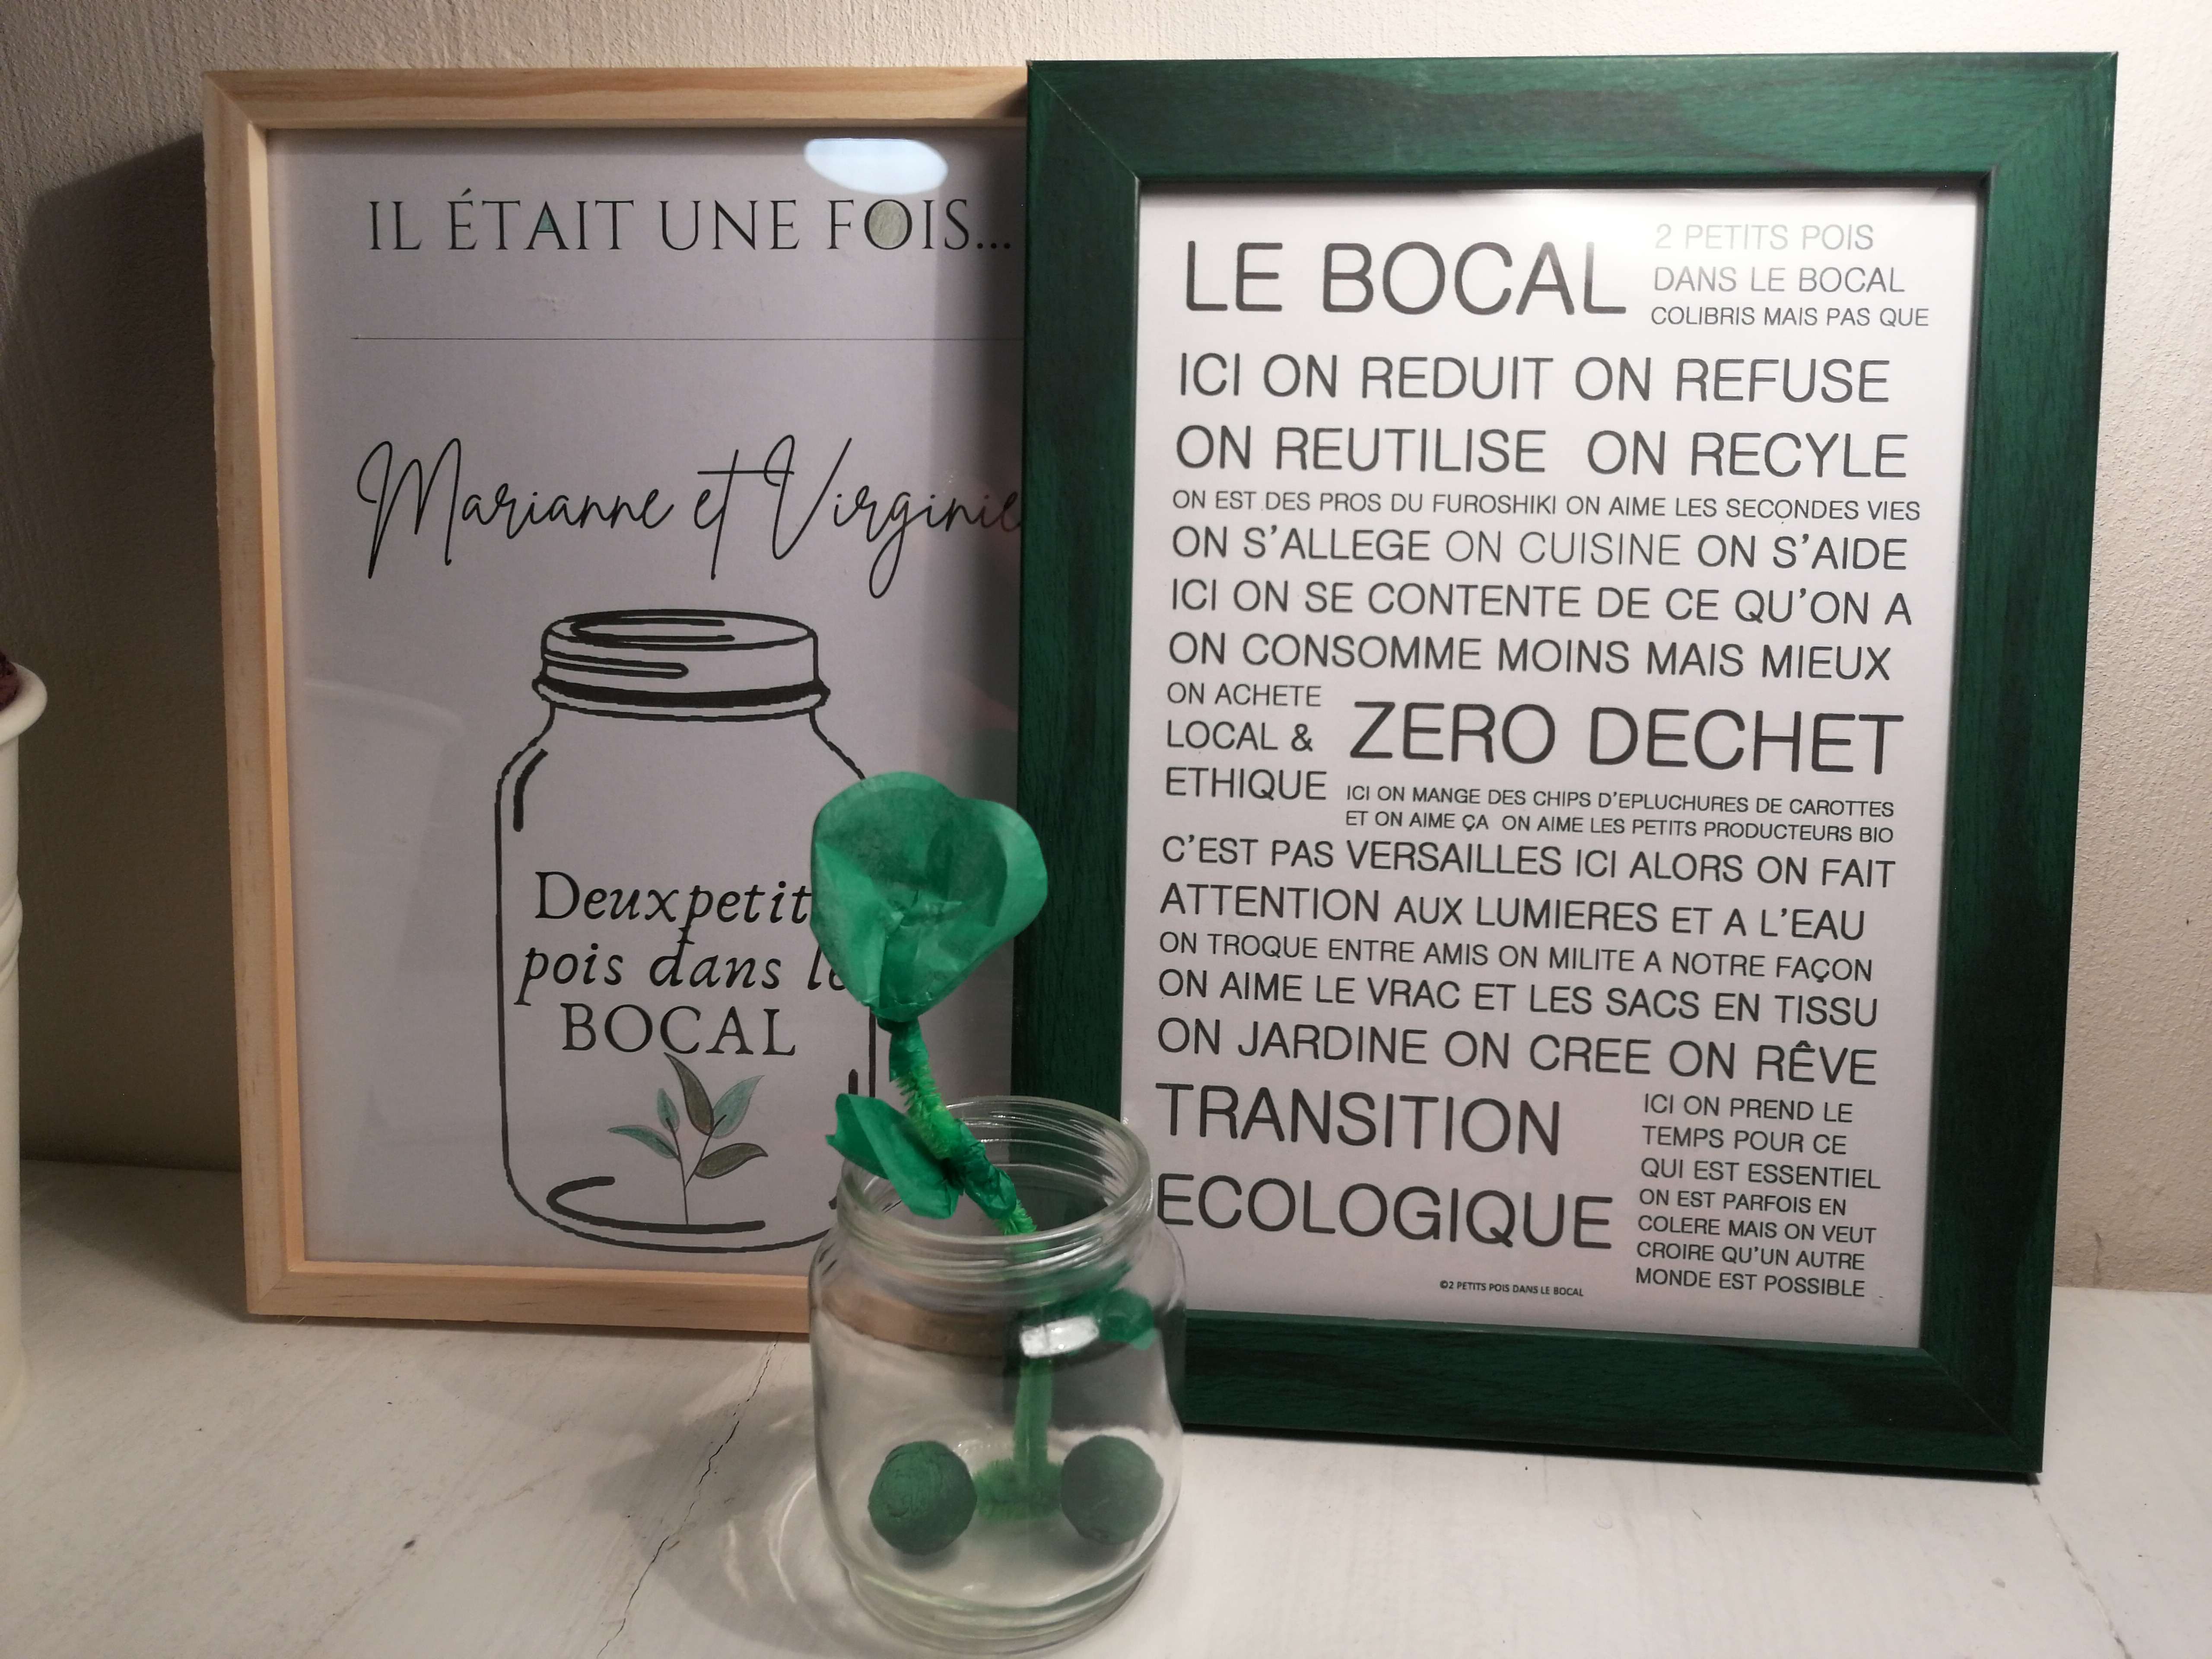 IL ÉTAIT UNE FOIS...
Marianne et Virginie
Deux petit
pois dans le
BOCAL
LE BOCAL
2 PETITS POIS
DANS LE BOCAL
COLIBRIS MAIS PAS QUE
ICI ON REDUIT ON REFUSE
ON REUTILISE ON RECYLE
ON EST DES PROS DU FUROSHIKI ON AIME LES SECONDES VIES
ON S'ALLEGE ON CUISINE ON S'AIDE
ICI ON SE CONTENTE DE CE QU'ON A
ON CONSOMME MOINS MAIS MIEUX
ON ACHETE
LOCAL &
ETHIQUE
ZERO DECHET
ICI ON MANGE DES CHIPS D'EPLUCHURES DE CAROTTES
ET ON AIME ÇA ON AIME LES PETITS PRODUCTEURS BIO
C'EST PAS VERSAILLES ICI ALORS ON FAIT
ATTENTION AUX LUMIERES ET A L'EAU
ON TROQUE ENTRE AMIS ON MILITE A NOTRE FAÇON
ON AIME LE VRAC ET LES SACS EN TISSU
ON JARDINE ON CREE ON RÊVE
TRANSITION
ECOLOGIQUE
ICI ON PREND LE
TEMPS POUR CE
QUI EST ESSENTIEL
ON EST PARFOIS EN
COLERE MAIS ON VEUT
CROIRE QU'UN AUTRE
MONDE EST POSSIBLE
©2 PETITS POIS DANS LE BOCAL